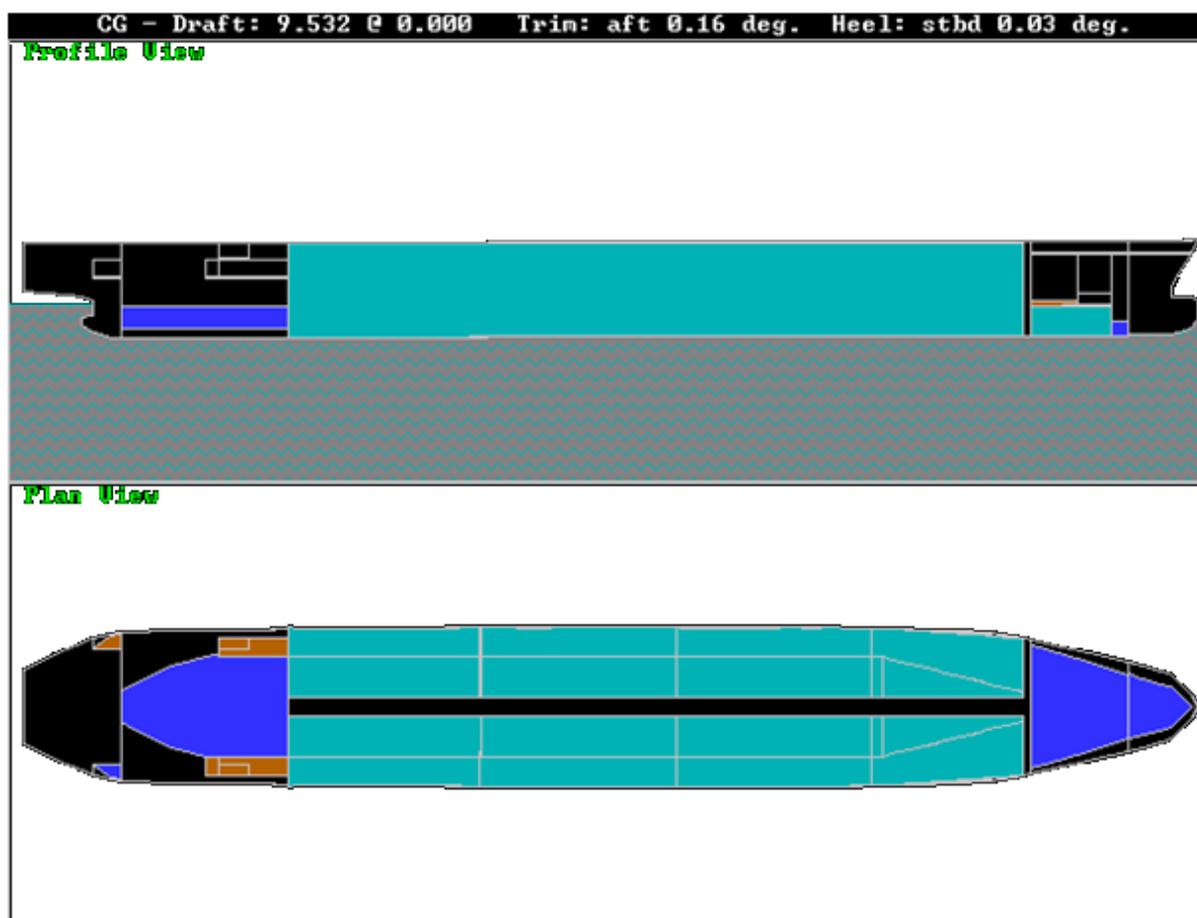 CG - Draft: 9.532 @ 0.000 Trim: aft 0.16 deg. Heel: stbd 0.03 deg.
Profile View
Plan View